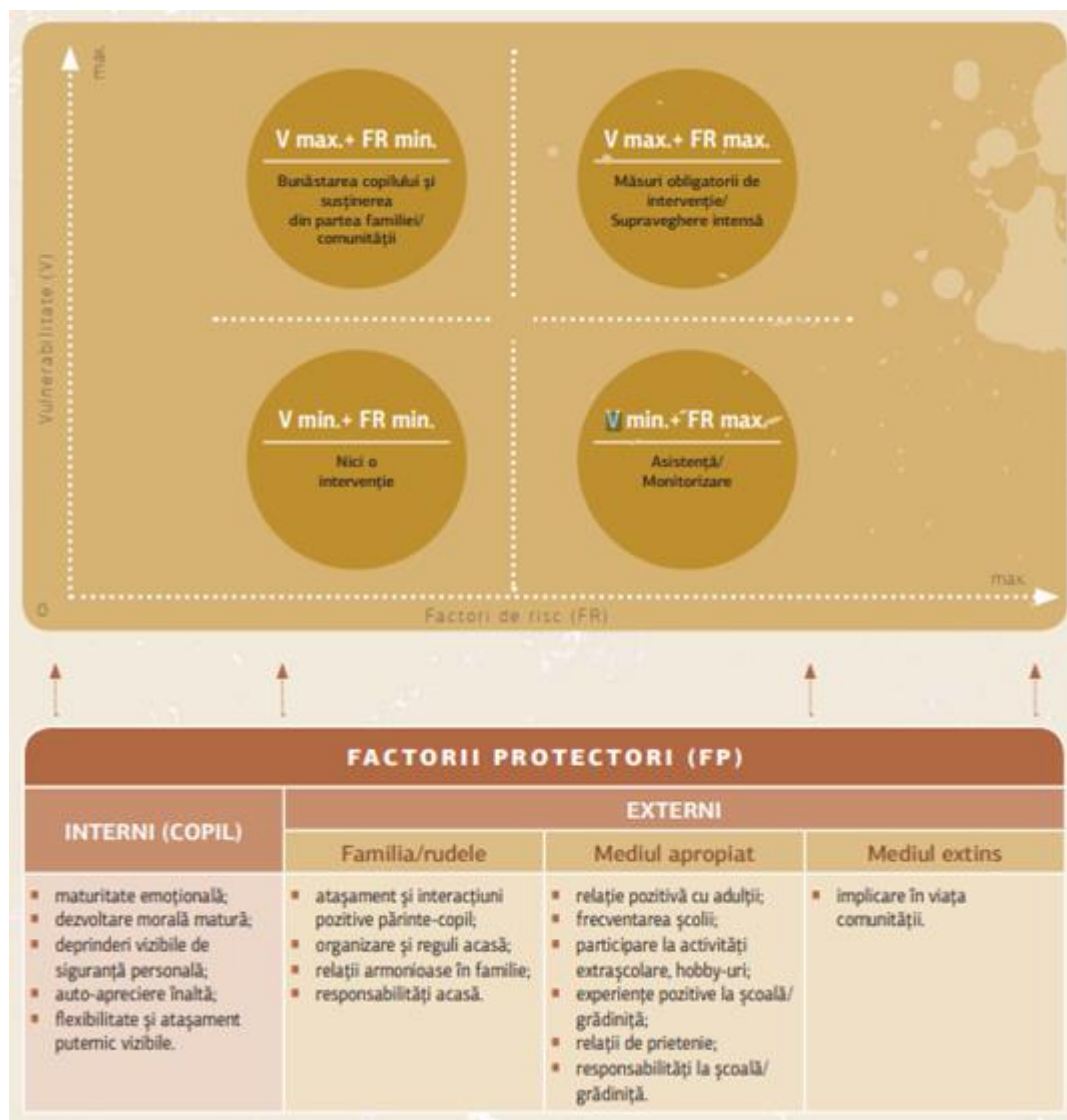 max.
V max.+ FR min.
Bunăstarea copilului și
susținerea
din partea familiei/
comunității
V max.+ FR max.
Măsuri obligatorii de
intervenție/
Supraveghere intensă
Vulnerabilitate (V)
V min.+ FR min.
Nici o
intervenție
V min.+ FR max.
Asistență/
Monitorizare
max.
0
Factori de risc (FR)
FACTORII PROTECTORI (FP)
INTERNI (COPIL)
EXTERNI
Familia/rudele
Mediul apropiat
Mediul extins
▪ maturitate emoțională;
▪ dezvoltare morală matură;
▪ deprinderi vizibile de
siguranță personală;
▪ auto-apreciere înaltă;
▪ flexibilitate și atașament
puternic vizibile.
▪ atașament și interacțiuni
pozitive părinte-copil;
▪ organizare și reguli acasă;
▪ relații armonioase în familie;
▪ responsabilități acasă.
▪ relație pozitivă cu adulții;
▪ frecventarea școlii;
▪ participare la activități
extrașcolare, hobby-uri;
▪ experiențe pozitive la școală/
grădiniță;
▪ relații de prietenie;
▪ responsabilități la școală/
grădiniță.
▪ implicare în viața
comunității.